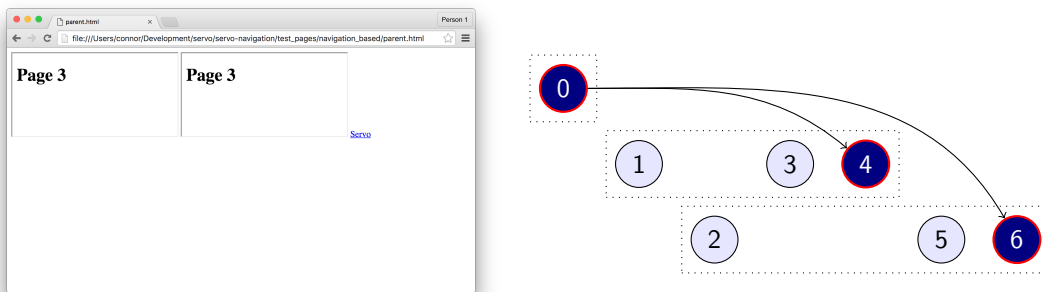 parent.html
Person 1
file:///Users/connor/Development/servo/servo-navigation/test_pages/navigation_based/parent.html
Page 3
Page 3
Servo
0
1
3
4
2
5
6